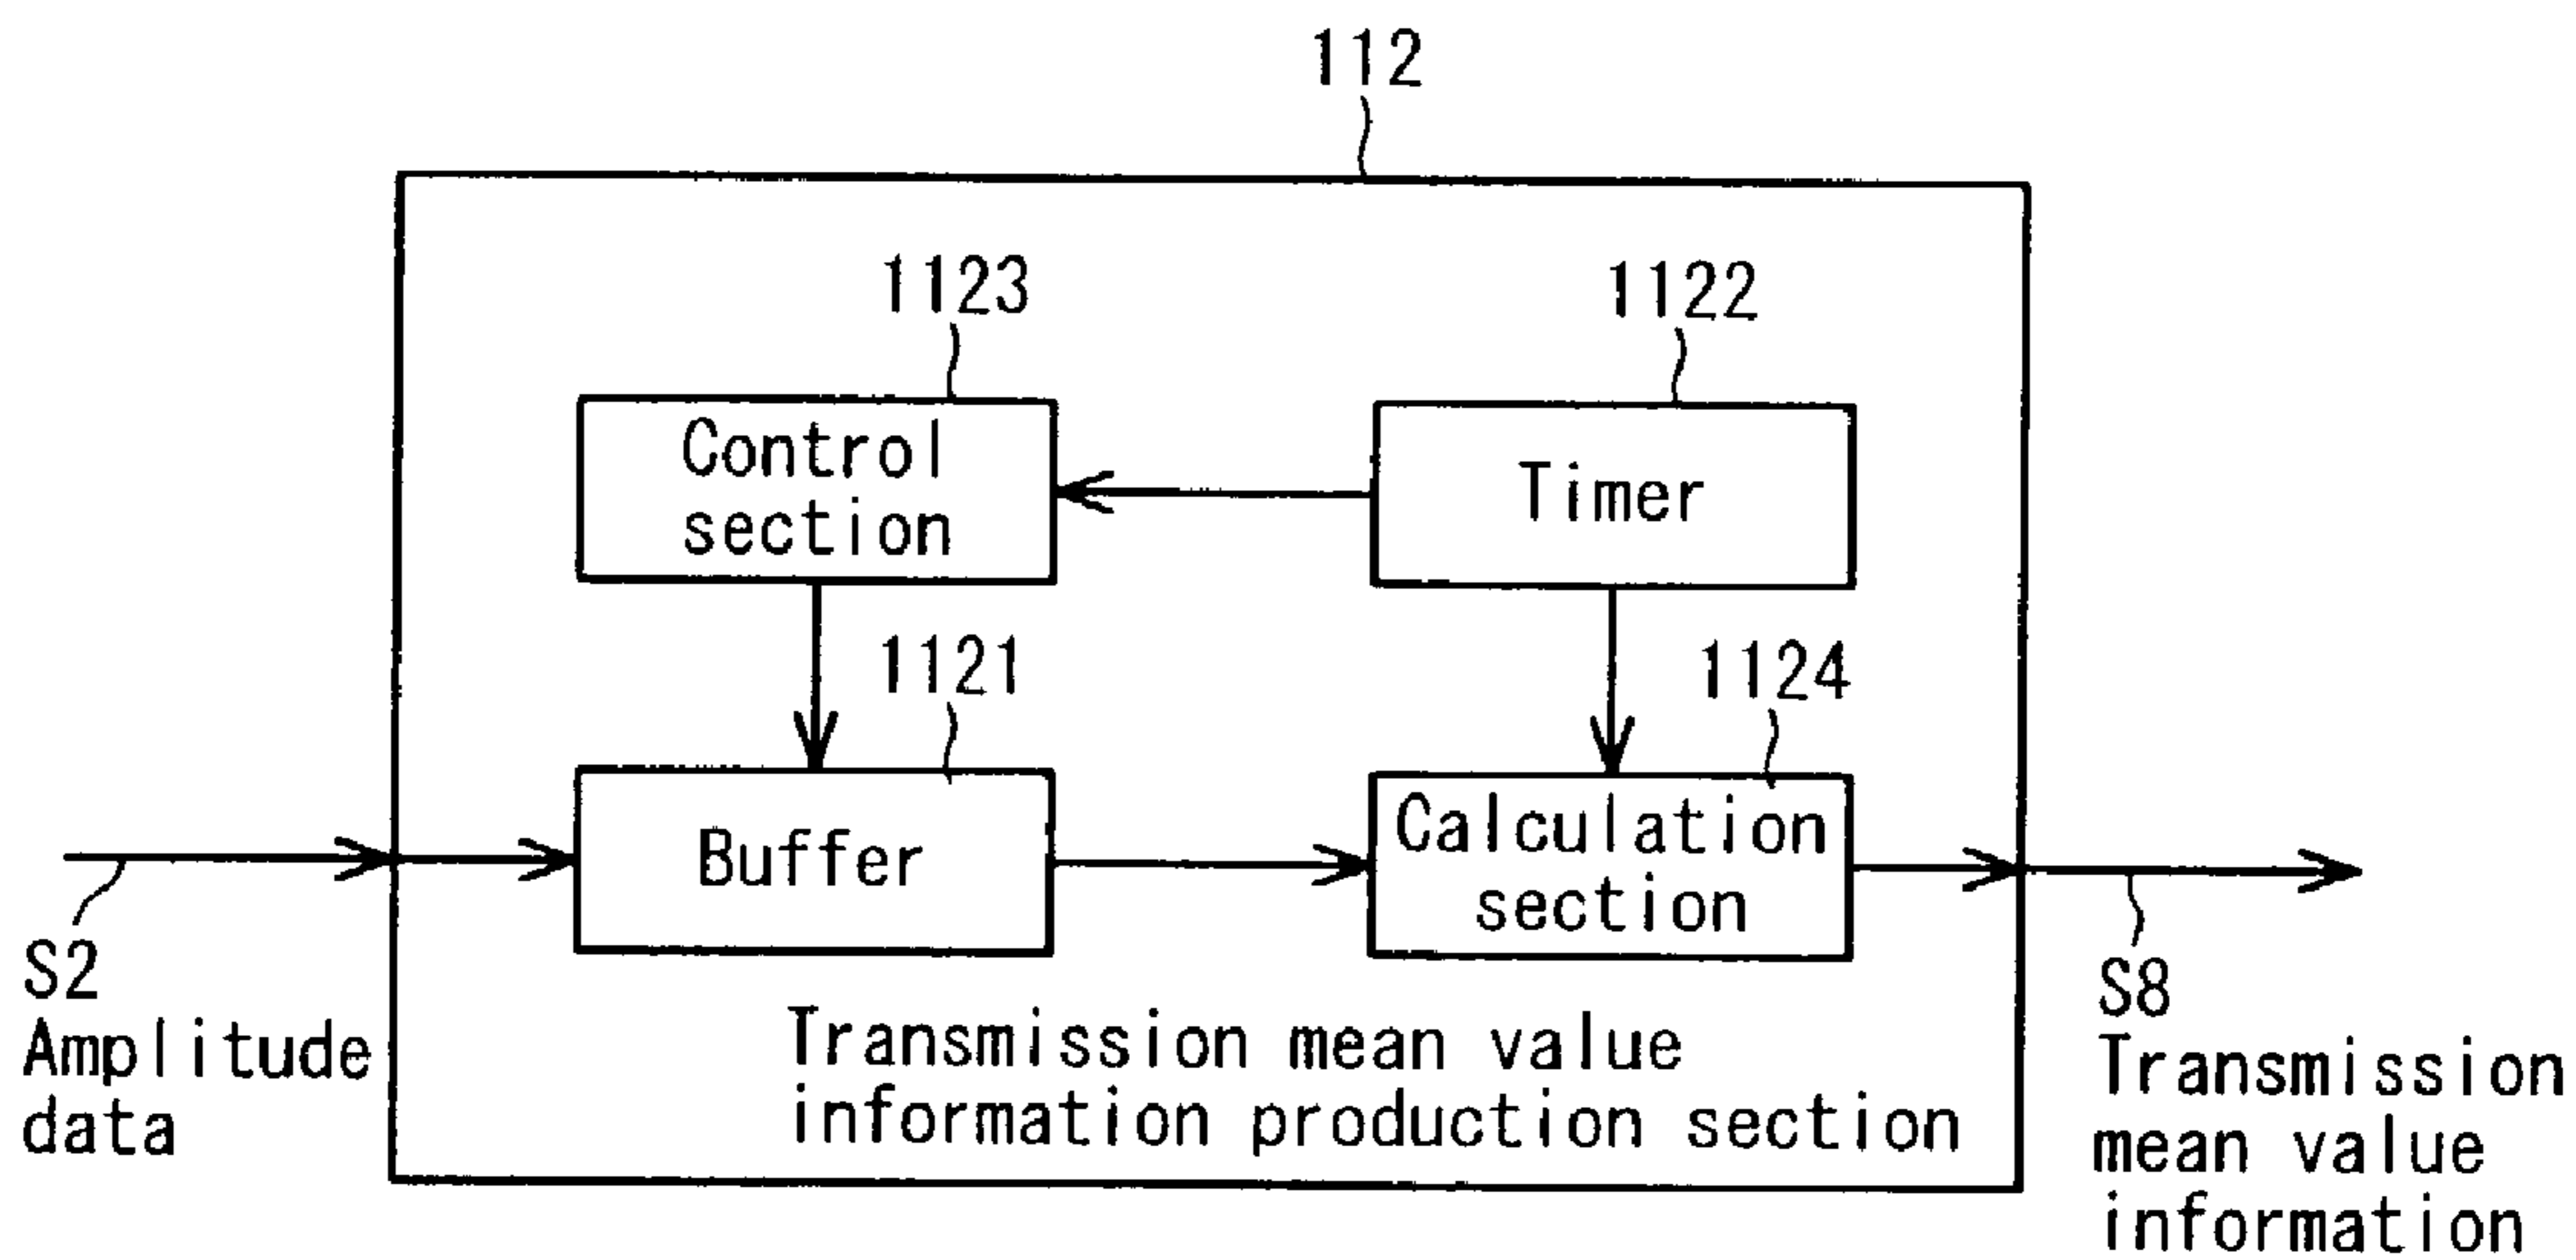 112
1123
1122
Control
section
Timer
1121
1124
Buffer
Calculation
section
S2
Amplitude
data
Transmission mean value
information production section
S8
Transmission
mean value
information